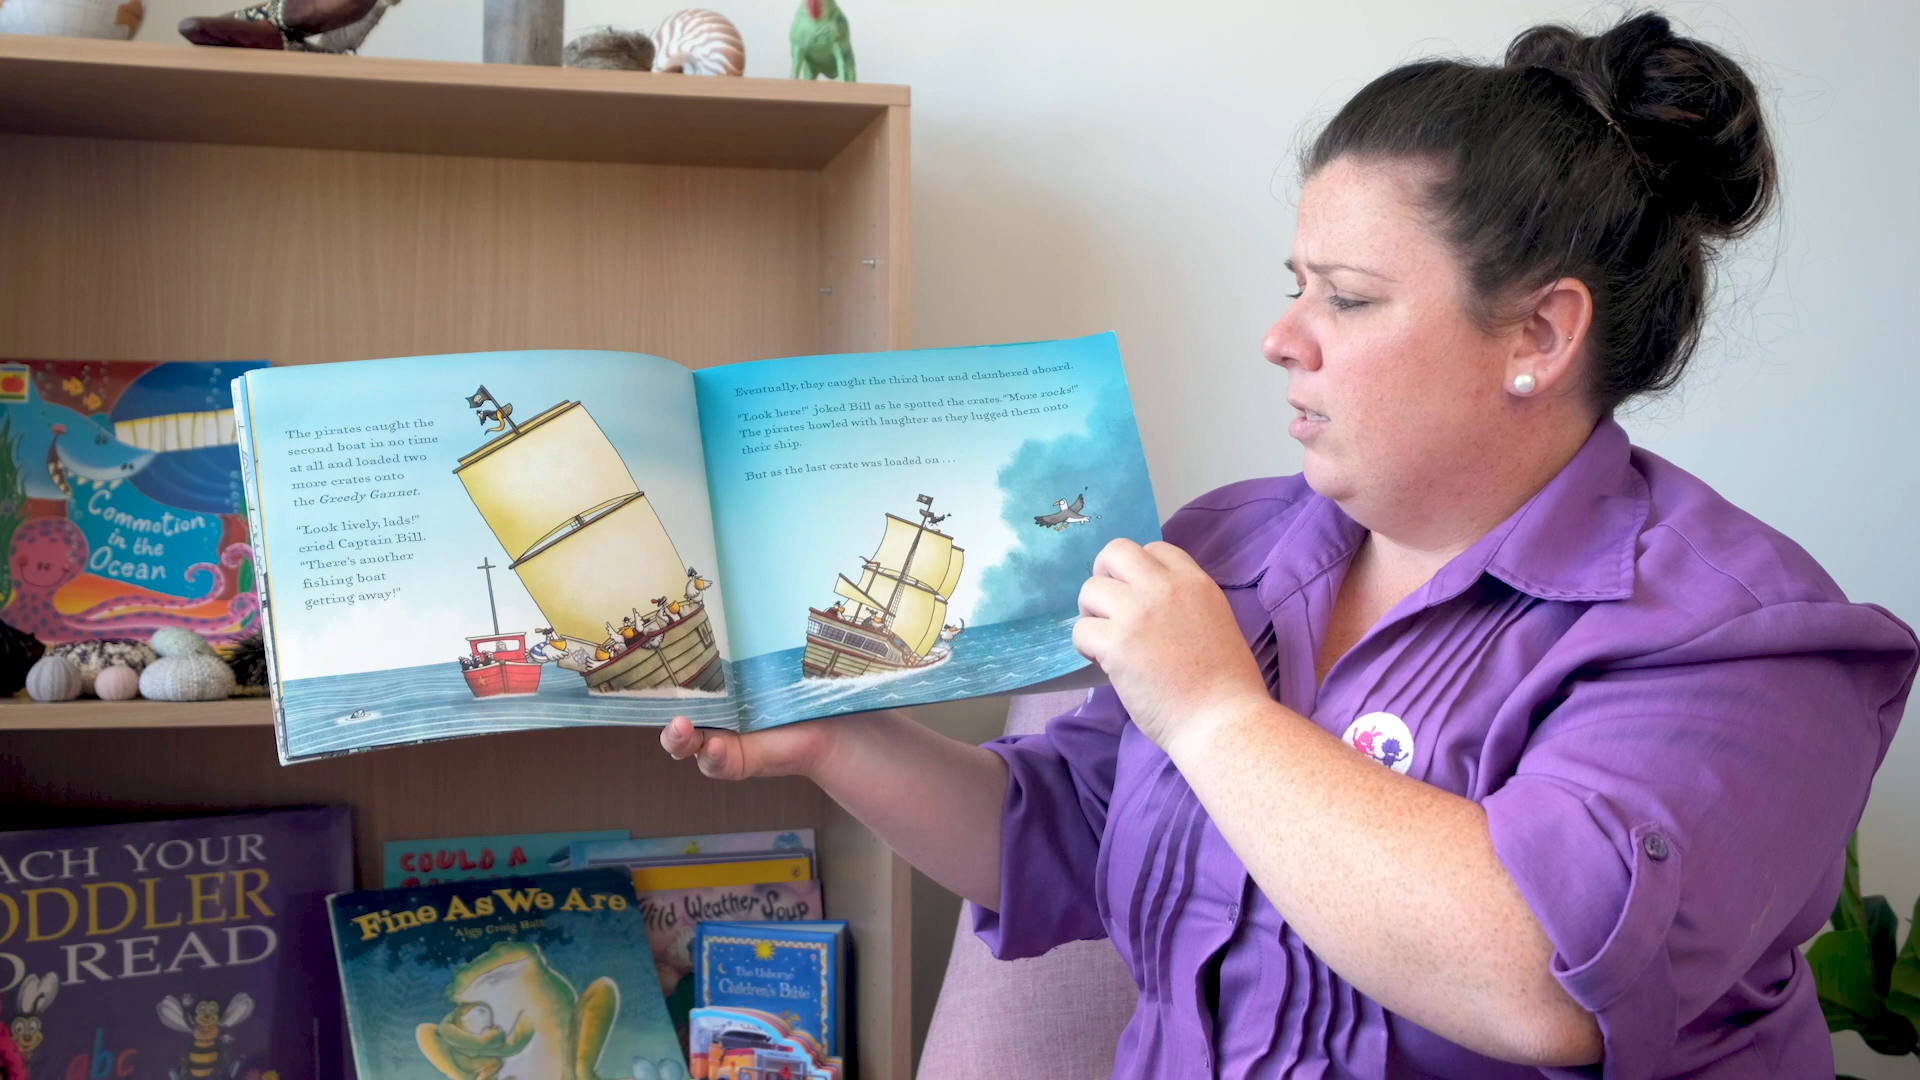 The pirates caught the
second boat in no time
at all and loaded two
more crates onto
the Greedy Gannet.
"Look lively, lads!"
cried Captain Bill.
"There's another
fishing boat
getting away!"
Eventually, they caught the third boat and clambered aboard.
"Look here!" joked Bill as he spotted the crates. "More rocks!"
The pirates howled with laughter as they lugged them onto
their ship.
But as the last crate was loaded on ...
Commotion
in the
Ocean
ACH YOUR
ODDLER
O READ
abc
COULD A
Fine As We Are
Algy Craig Hall
Wild Weather Soup
The Usborne
Children's Bible